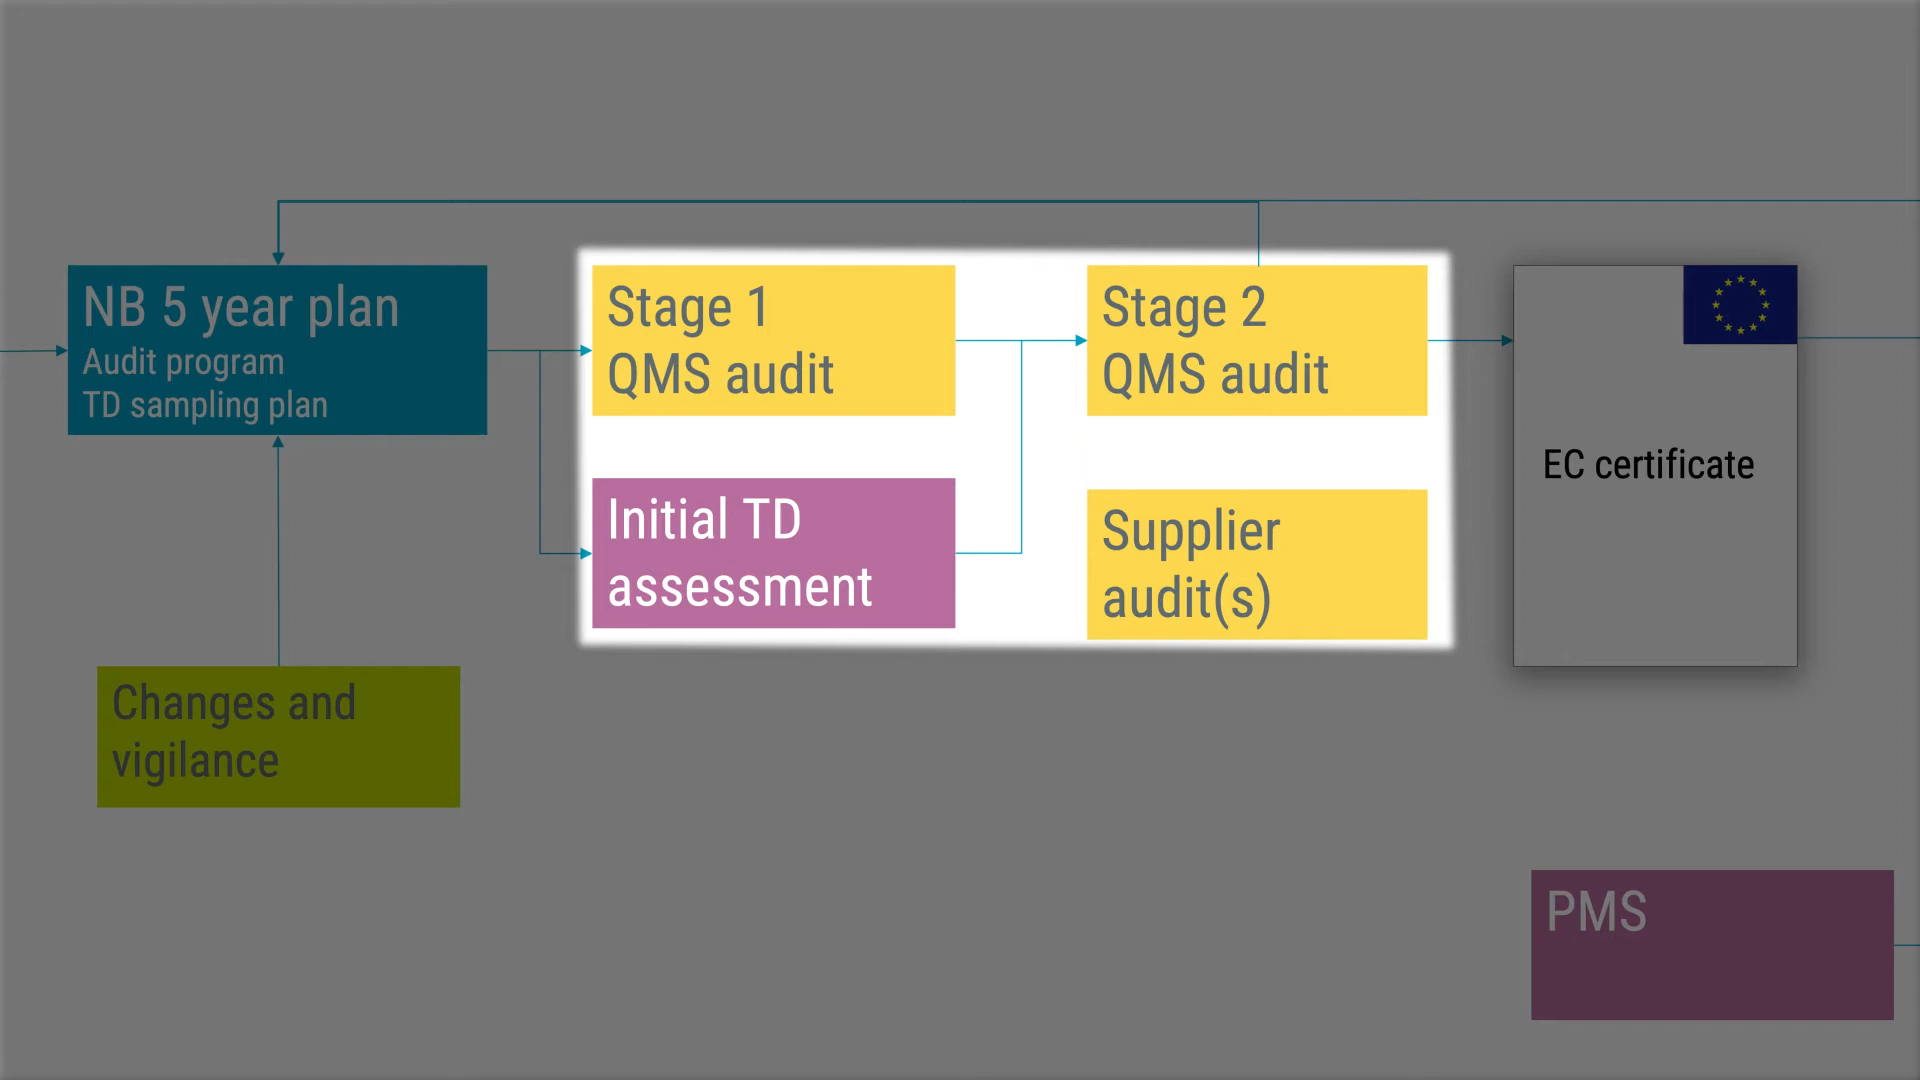 NB 5 year plan
Audit program
TD sampling plan
Stage 1
QMS audit
Stage 2
QMS audit
Initial TD
assessment
Supplier
audit(s)
EC certificate
Changes and
vigilance
PMS